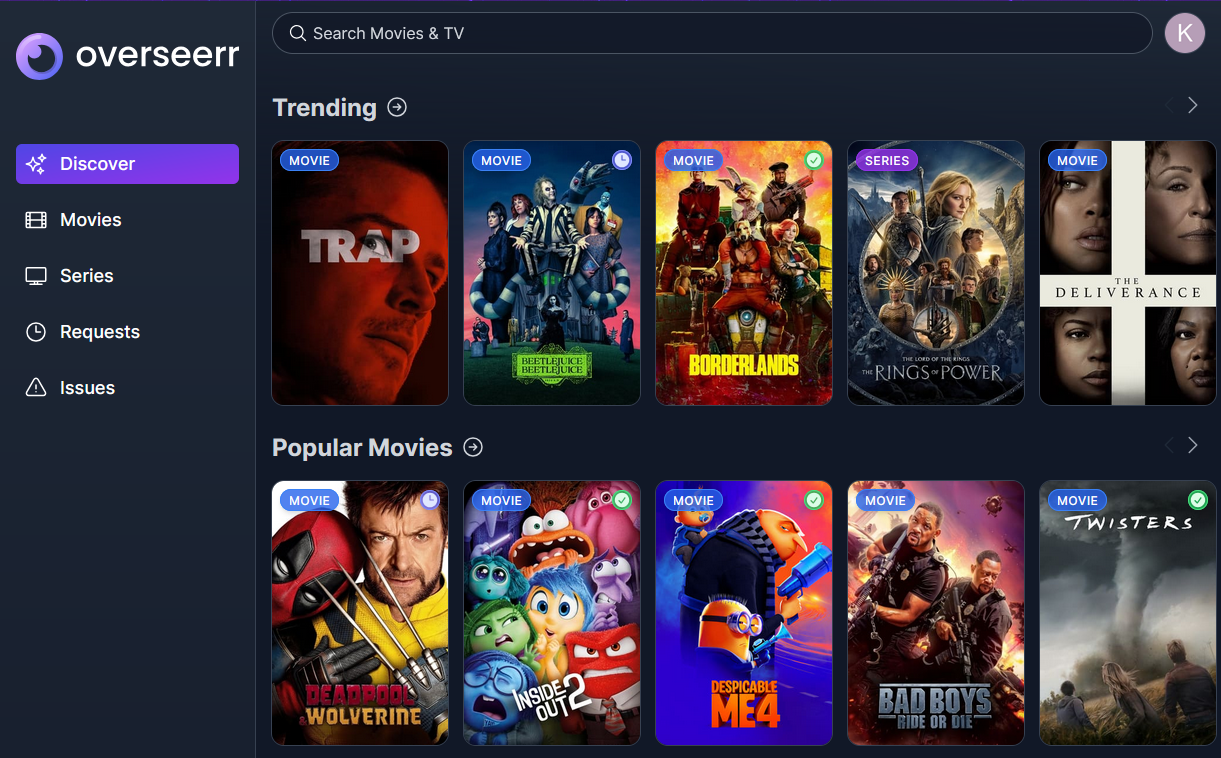 overseerr
Search Movies & TV
K
Discover
Movies
Series
Requests
Issues
Trending
MOVIE
TRAP
MOVIE
BEETLEJUICE
BEETLEJUICE
MOVIE
BORDERLANDS
SERIES
THE LORD OF THE RINGS
THE RINGS OF POWER
MOVIE
THE
DELIVERANCE
Popular Movies
MOVIE
DEADPOOL
& WOLVERINE
MOVIE
INSIDE
OUT 2
MOVIE
DESPICABLE
ME 4
MOVIE
BAD BOYS
RIDE OR DIE
MOVIE
TWISTERS